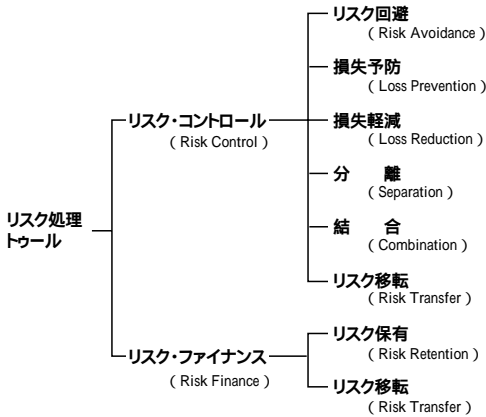 リスク回避
( Risk Avoidance )
損失予防
( Loss Prevention )
リスク・コントロール
( Risk Control )
損失軽減
( Loss Reduction )
分　離
( Separation )
リスク処理
トゥール
結　合
( Combination )
リスク移転
( Risk Transfer )
リスク・ファイナンス
( Risk Finance )
リスク保有
( Risk Retention )
リスク移転
( Risk Transfer )